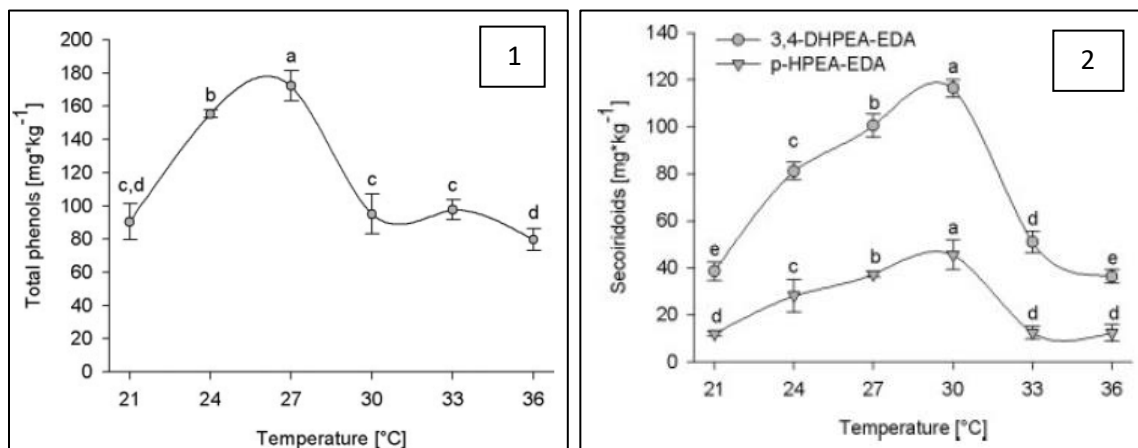 1
Total phenols [mg*kg⁻¹]
200
180
160
140
120
100
80
60
40
20
0
c,d
b
a
c
c
d
21 24 27 30 33 36
Temperature [°C]
2
3,4-DHPEA-EDA
p-HPEA-EDA
Secoiridoids [mg*kg⁻¹]
140
120
100
80
60
40
20
0
e
c
b
a
d
e
d
c
b
a
d
d
21 24 27 30 33 36
Temperature [°C]